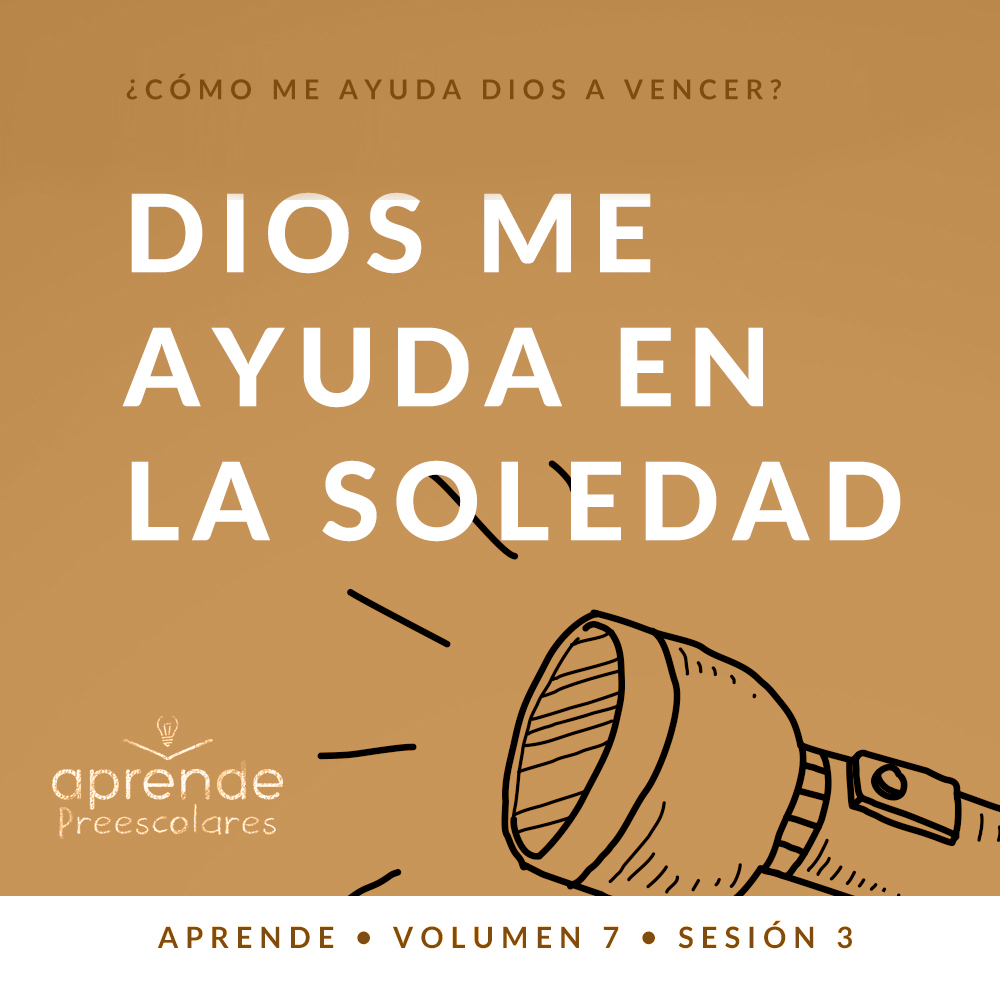 ¿CÓMO ME AYUDA DIOS A VENCER?
DIOS ME
AYUDA EN
LA SOLEDAD
aprende
Preescolares
APRENDE • VOLUMEN 7 • SESIÓN 3